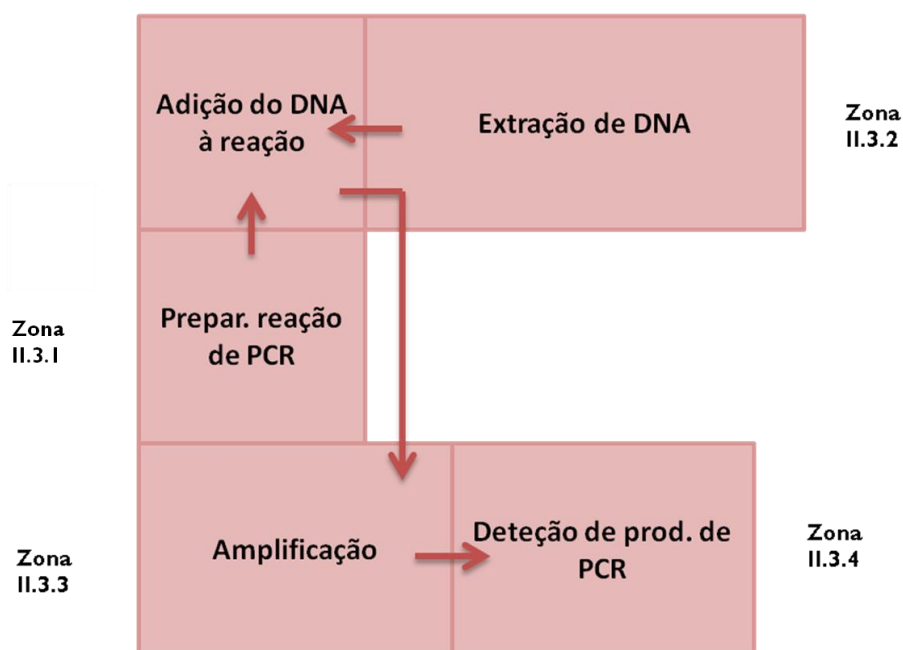 Adição do DNA
à reação
Extração de DNA
Zona
II.3.2
Zona
II.3.1
Prepar. reação
de PCR
Zona
II.3.3
Amplificação
Deteção de prod. de
PCR
Zona
II.3.4